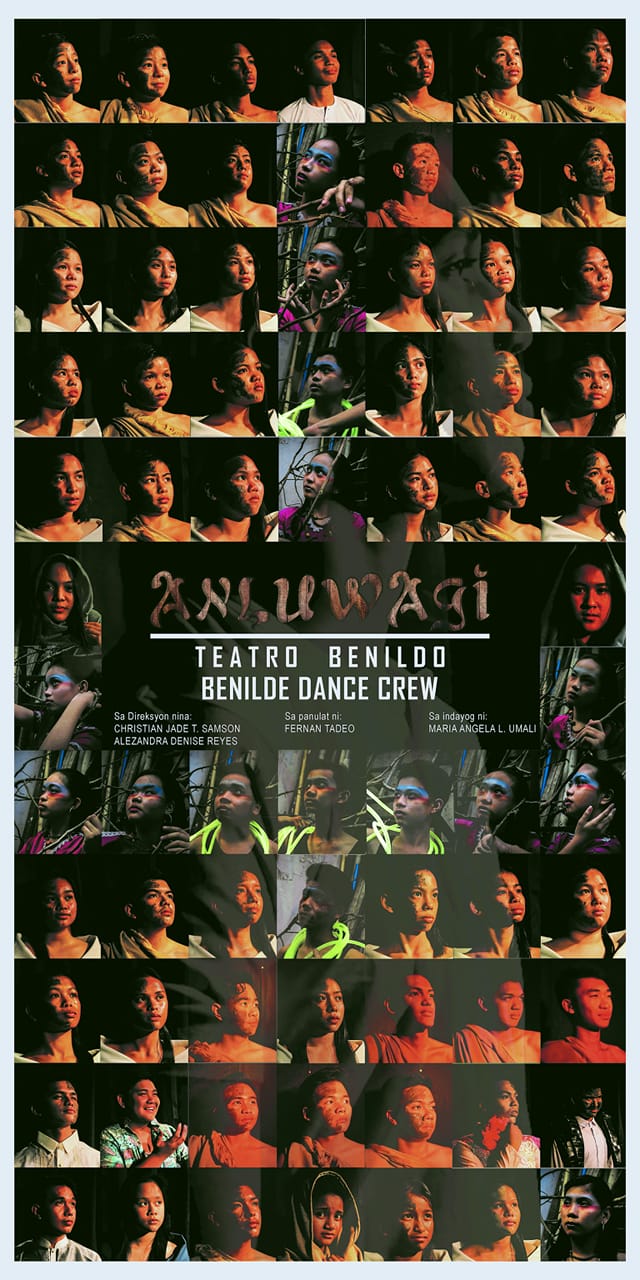 ANLUWAGI
TEATRO BENILDO
BENILDE DANCE CREW
Sa Direksyon nina:
CHRISTIAN JADE T. SAMSON
ALEZANDRA DENISE REYES
Sa panulat ni:
FERNAN TADEO
Sa indayog ni:
MARIA ANGELA L. UMALI